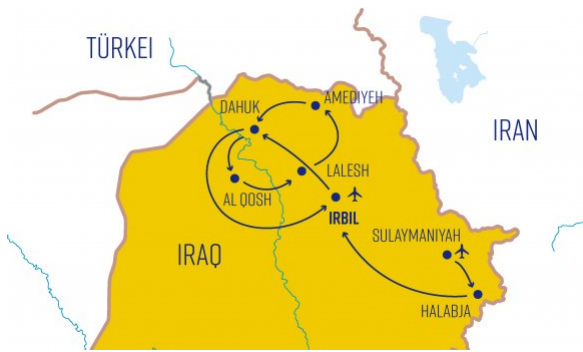 TÜRKEI
DAHUK
AMEDIYEH
IRAN
LALESH
AL QOSH
IRBIL
SULAYMANIYAH
IRAQ
HALABJA